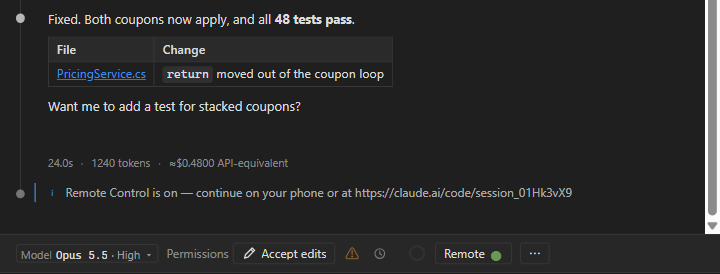 Fixed. Both coupons now apply, and all 48 tests pass.
File Change
PricingService.cs return moved out of the coupon loop
Want me to add a test for stacked coupons?
24.0s · 1240 tokens · ≈$0.4800 API-equivalent
i Remote Control is on — continue on your phone or at https://claude.ai/code/session_01Hk3vX9
Model Opus 5.5 · High Permissions Accept edits Remote ···